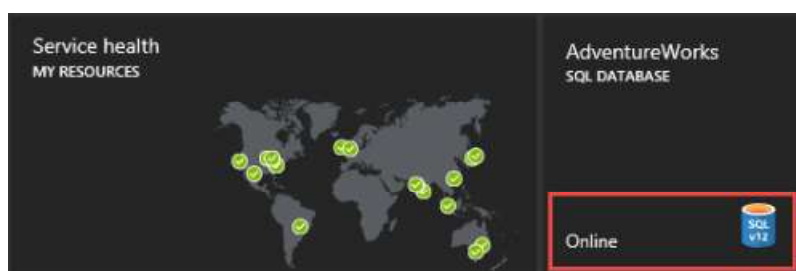 Service health
MY RESOURCES
AdventureWorks
SQL DATABASE
Online
SQL
v12